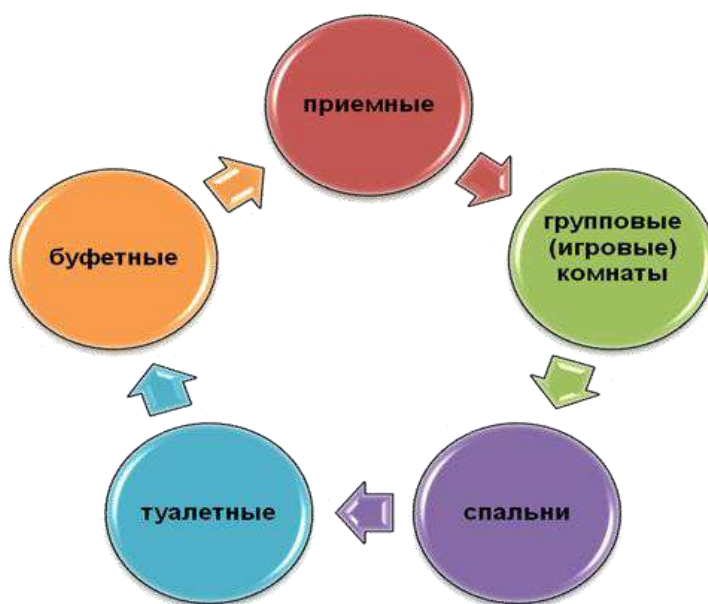 приемные
групповые
(игровые)
комнаты
спальни
туалетные
буфетные